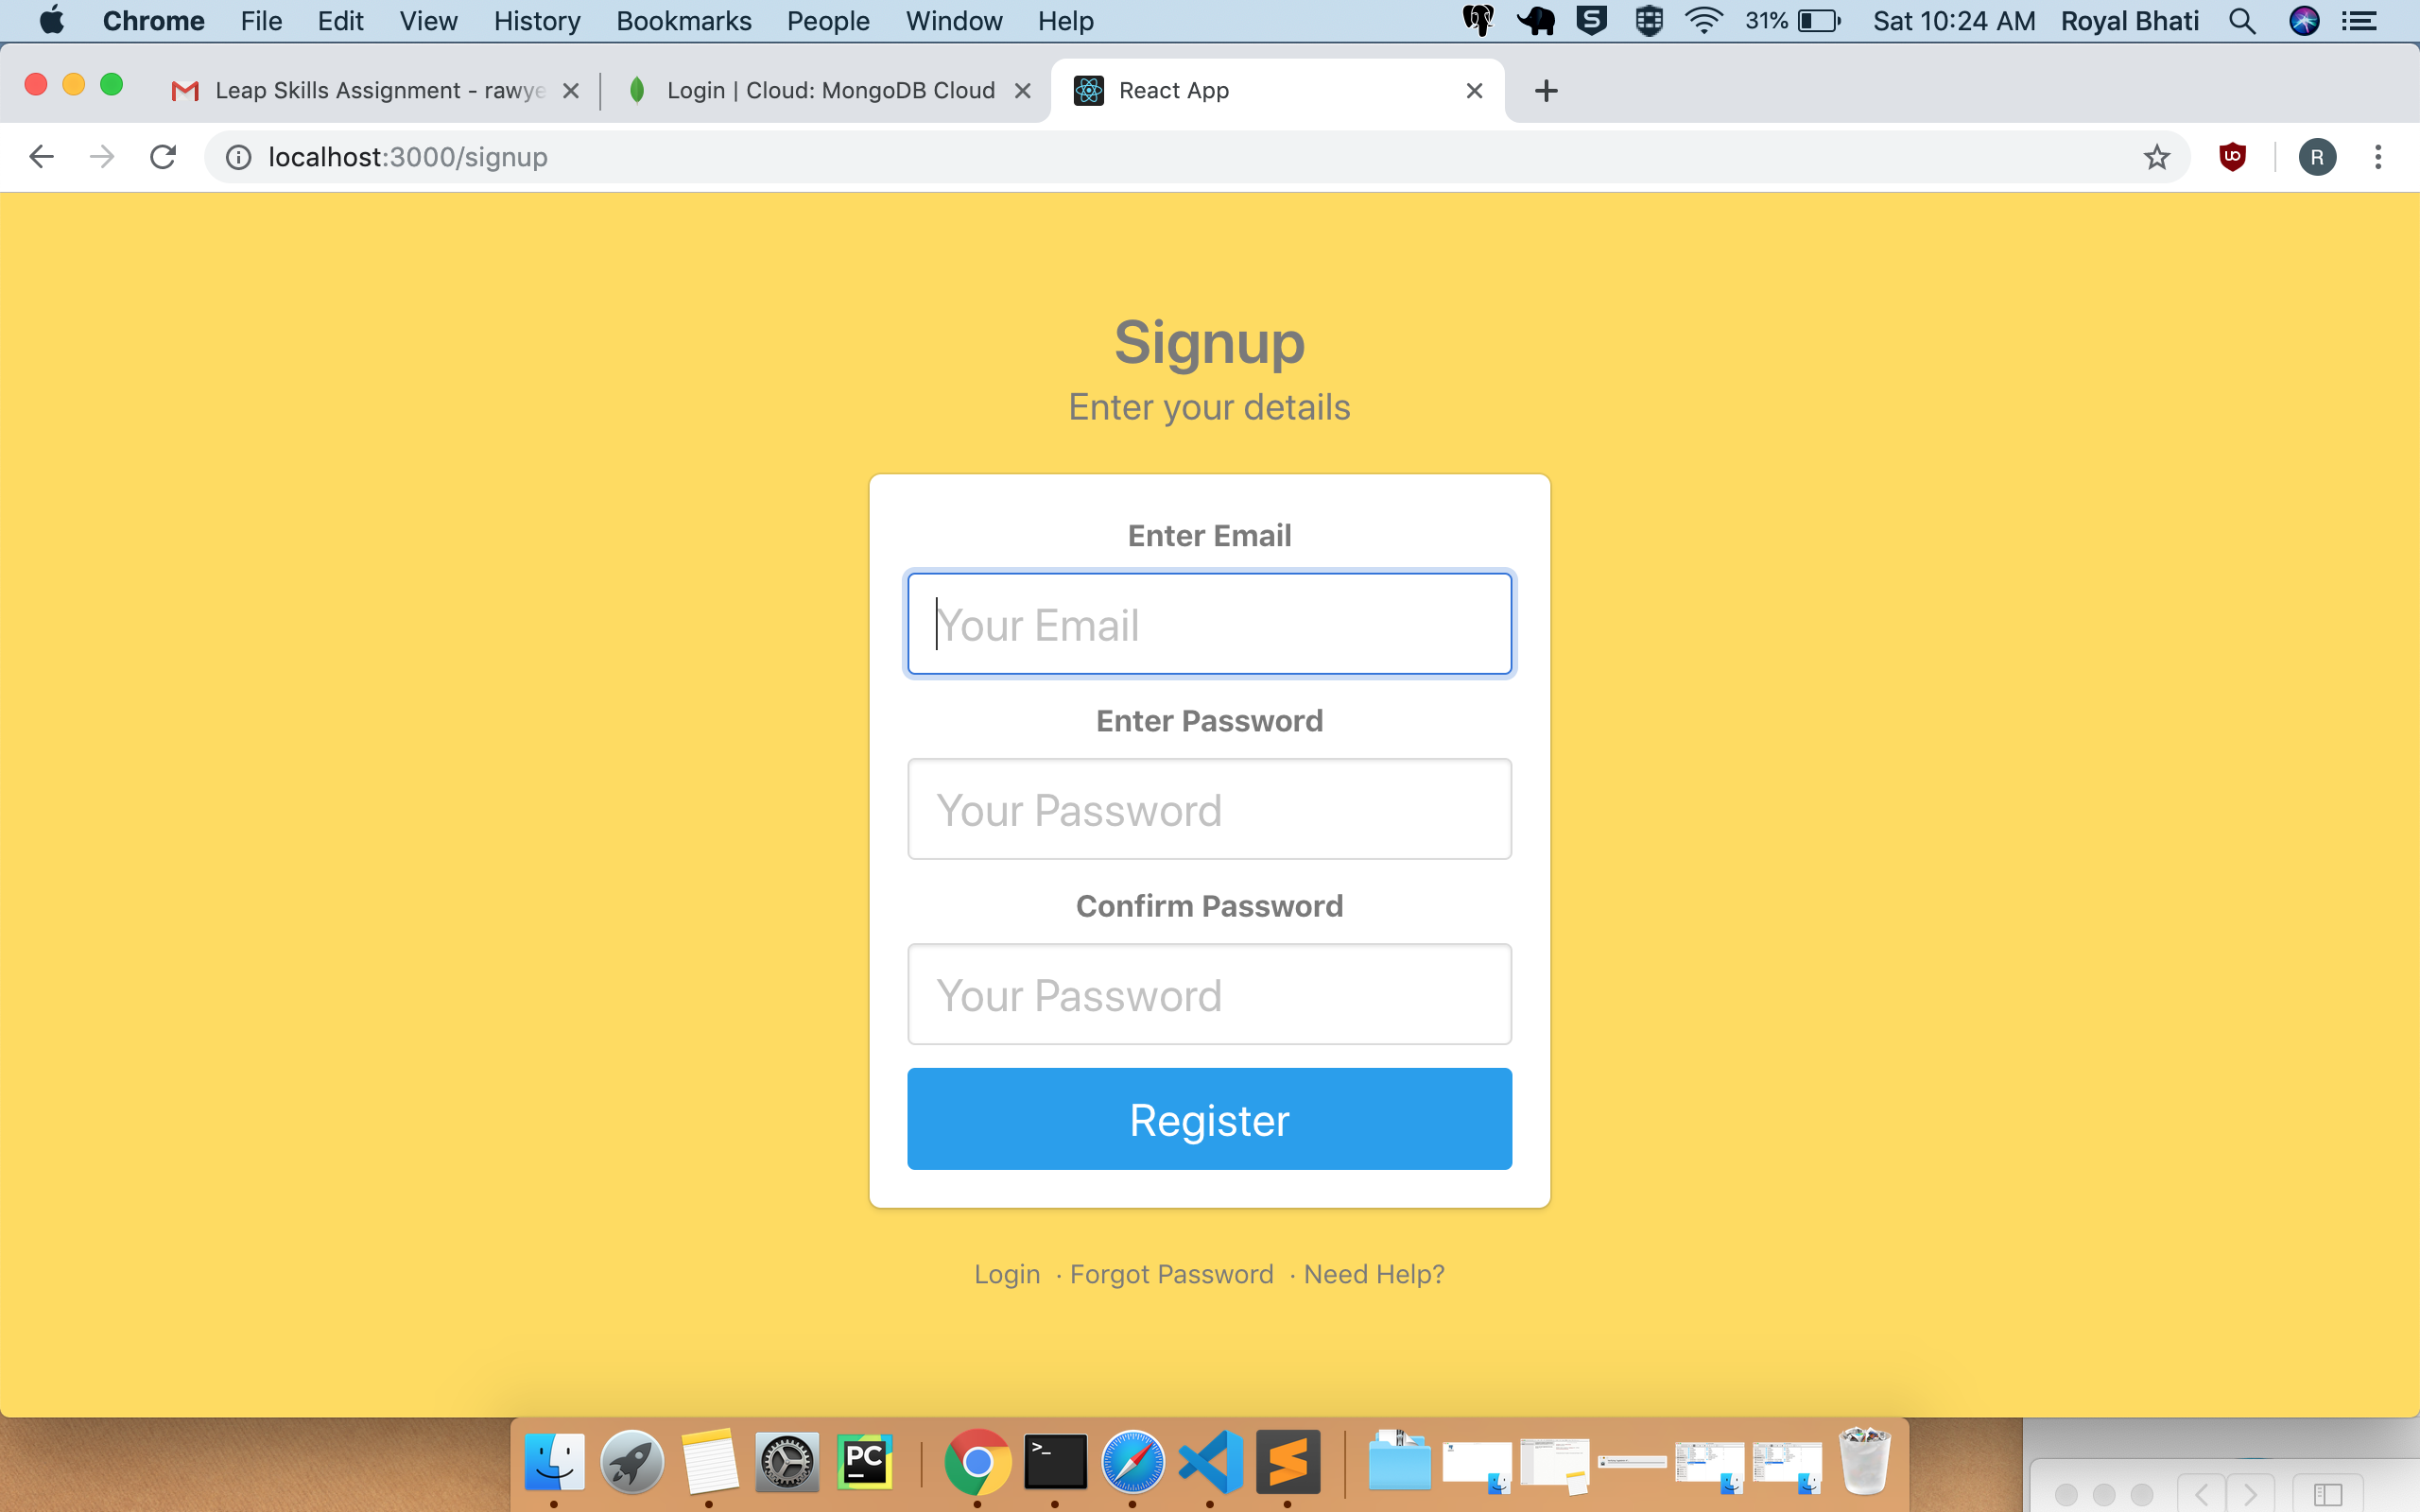 Chrome File Edit View History Bookmarks People Window Help 31% Sat 10:24 AM Royal Bhati
Leap Skills Assignment - rawye Login | Cloud: MongoDB Cloud React App
localhost:3000/signup
R
Signup
Enter your details
Enter Email
Your Email
Enter Password
Your Password
Confirm Password
Your Password
Register
Login · Forgot Password · Need Help?
PC